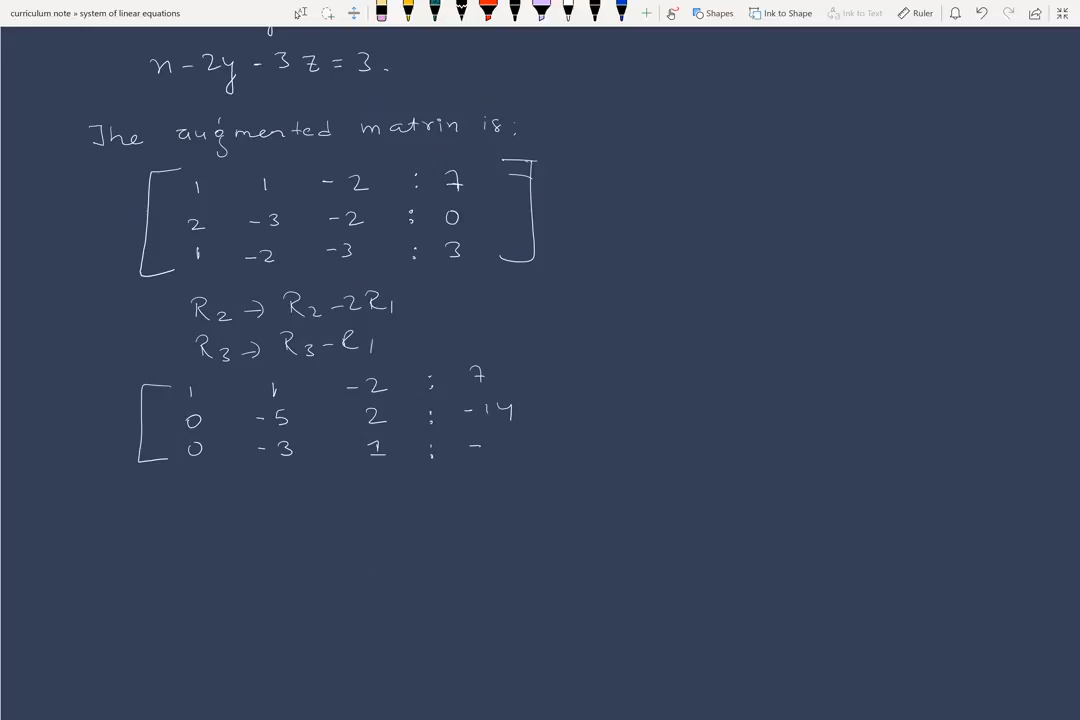 curriculum note » system of linear equations
Shapes Ink to Shape Ink to Text Ruler
x - 2y - 3z = 3.
The augmented matrix is:
1 1 -2 : 7
2 -3 -2 : 0
1 -2 -3 : 3
R2 → R2 - 2R1
R3 → R3 - R1
1 1 -2 : 7
0 -5 2 : -14
0 -3 1 : -